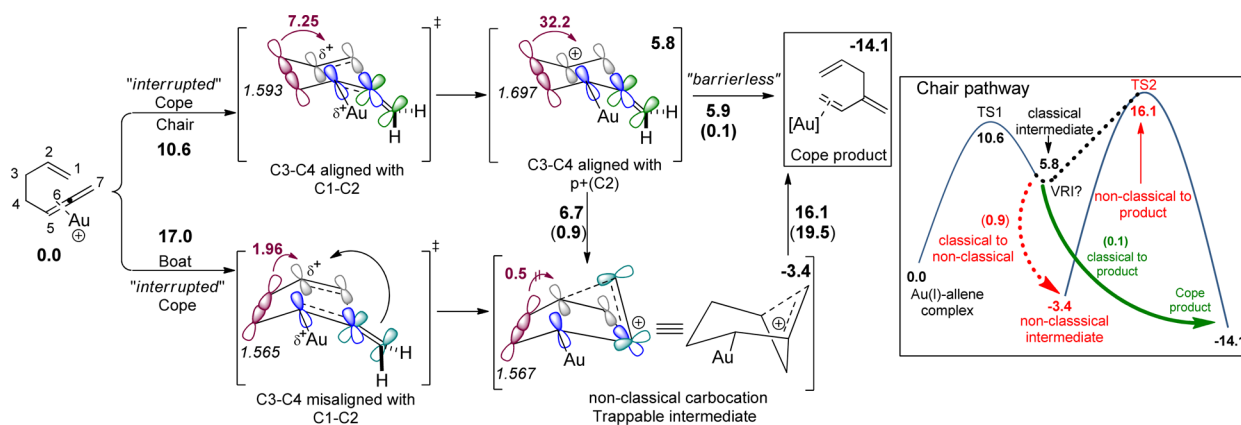 "interrupted"
Cope
Chair
10.6
2
1
3
7
4
6
5
Au
⊕
0.0
17.0
Boat
"interrupted"
Cope
7.25
δ+
‡
1.593
δ+
Au
H
H
C3-C4 aligned with
C1-C2
32.2
⊕
5.8
1.697
Au
H
H
C3-C4 aligned with
p+(C2)
"barrierless"
5.9
(0.1)
-14.1
[Au]
Cope product
6.7
(0.9)
16.1
(19.5)
1.96
δ+
‡
1.565
δ+
Au
H
H
C3-C4 misaligned with
C1-C2
0.5
⊕
1.567
Au
-3.4
⊕
Au
non-classical carbocation
Trappable intermediate
Chair pathway
TS2
16.1
TS1
10.6
classical
intermediate
5.8
VRI?
non-classical to
product
(0.9)
classical to
non-classical
(0.1)
classical to
product
0.0
Au(I)-allene
complex
-3.4
non-classsical
intermediate
Cope
product
-14.1